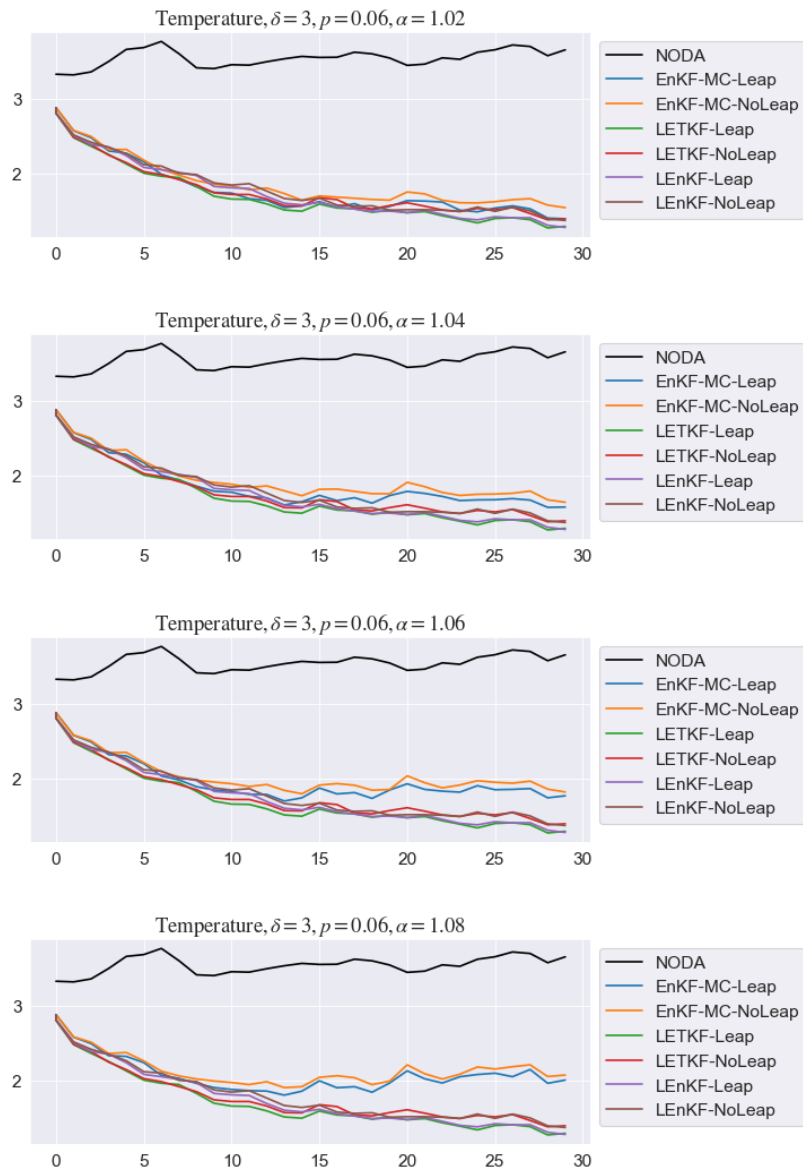 Temperature, δ = 3, p = 0.06, α = 1.02
3
2
0 5 10 15 20 25 30
NODA
EnKF-MC-Leap
EnKF-MC-NoLeap
LETKF-Leap
LETKF-NoLeap
LEnKF-Leap
LEnKF-NoLeap
Temperature, δ = 3, p = 0.06, α = 1.04
3
2
0 5 10 15 20 25 30
NODA
EnKF-MC-Leap
EnKF-MC-NoLeap
LETKF-Leap
LETKF-NoLeap
LEnKF-Leap
LEnKF-NoLeap
Temperature, δ = 3, p = 0.06, α = 1.06
3
2
0 5 10 15 20 25 30
NODA
EnKF-MC-Leap
EnKF-MC-NoLeap
LETKF-Leap
LETKF-NoLeap
LEnKF-Leap
LEnKF-NoLeap
Temperature, δ = 3, p = 0.06, α = 1.08
3
2
0 5 10 15 20 25 30
NODA
EnKF-MC-Leap
EnKF-MC-NoLeap
LETKF-Leap
LETKF-NoLeap
LEnKF-Leap
LEnKF-NoLeap